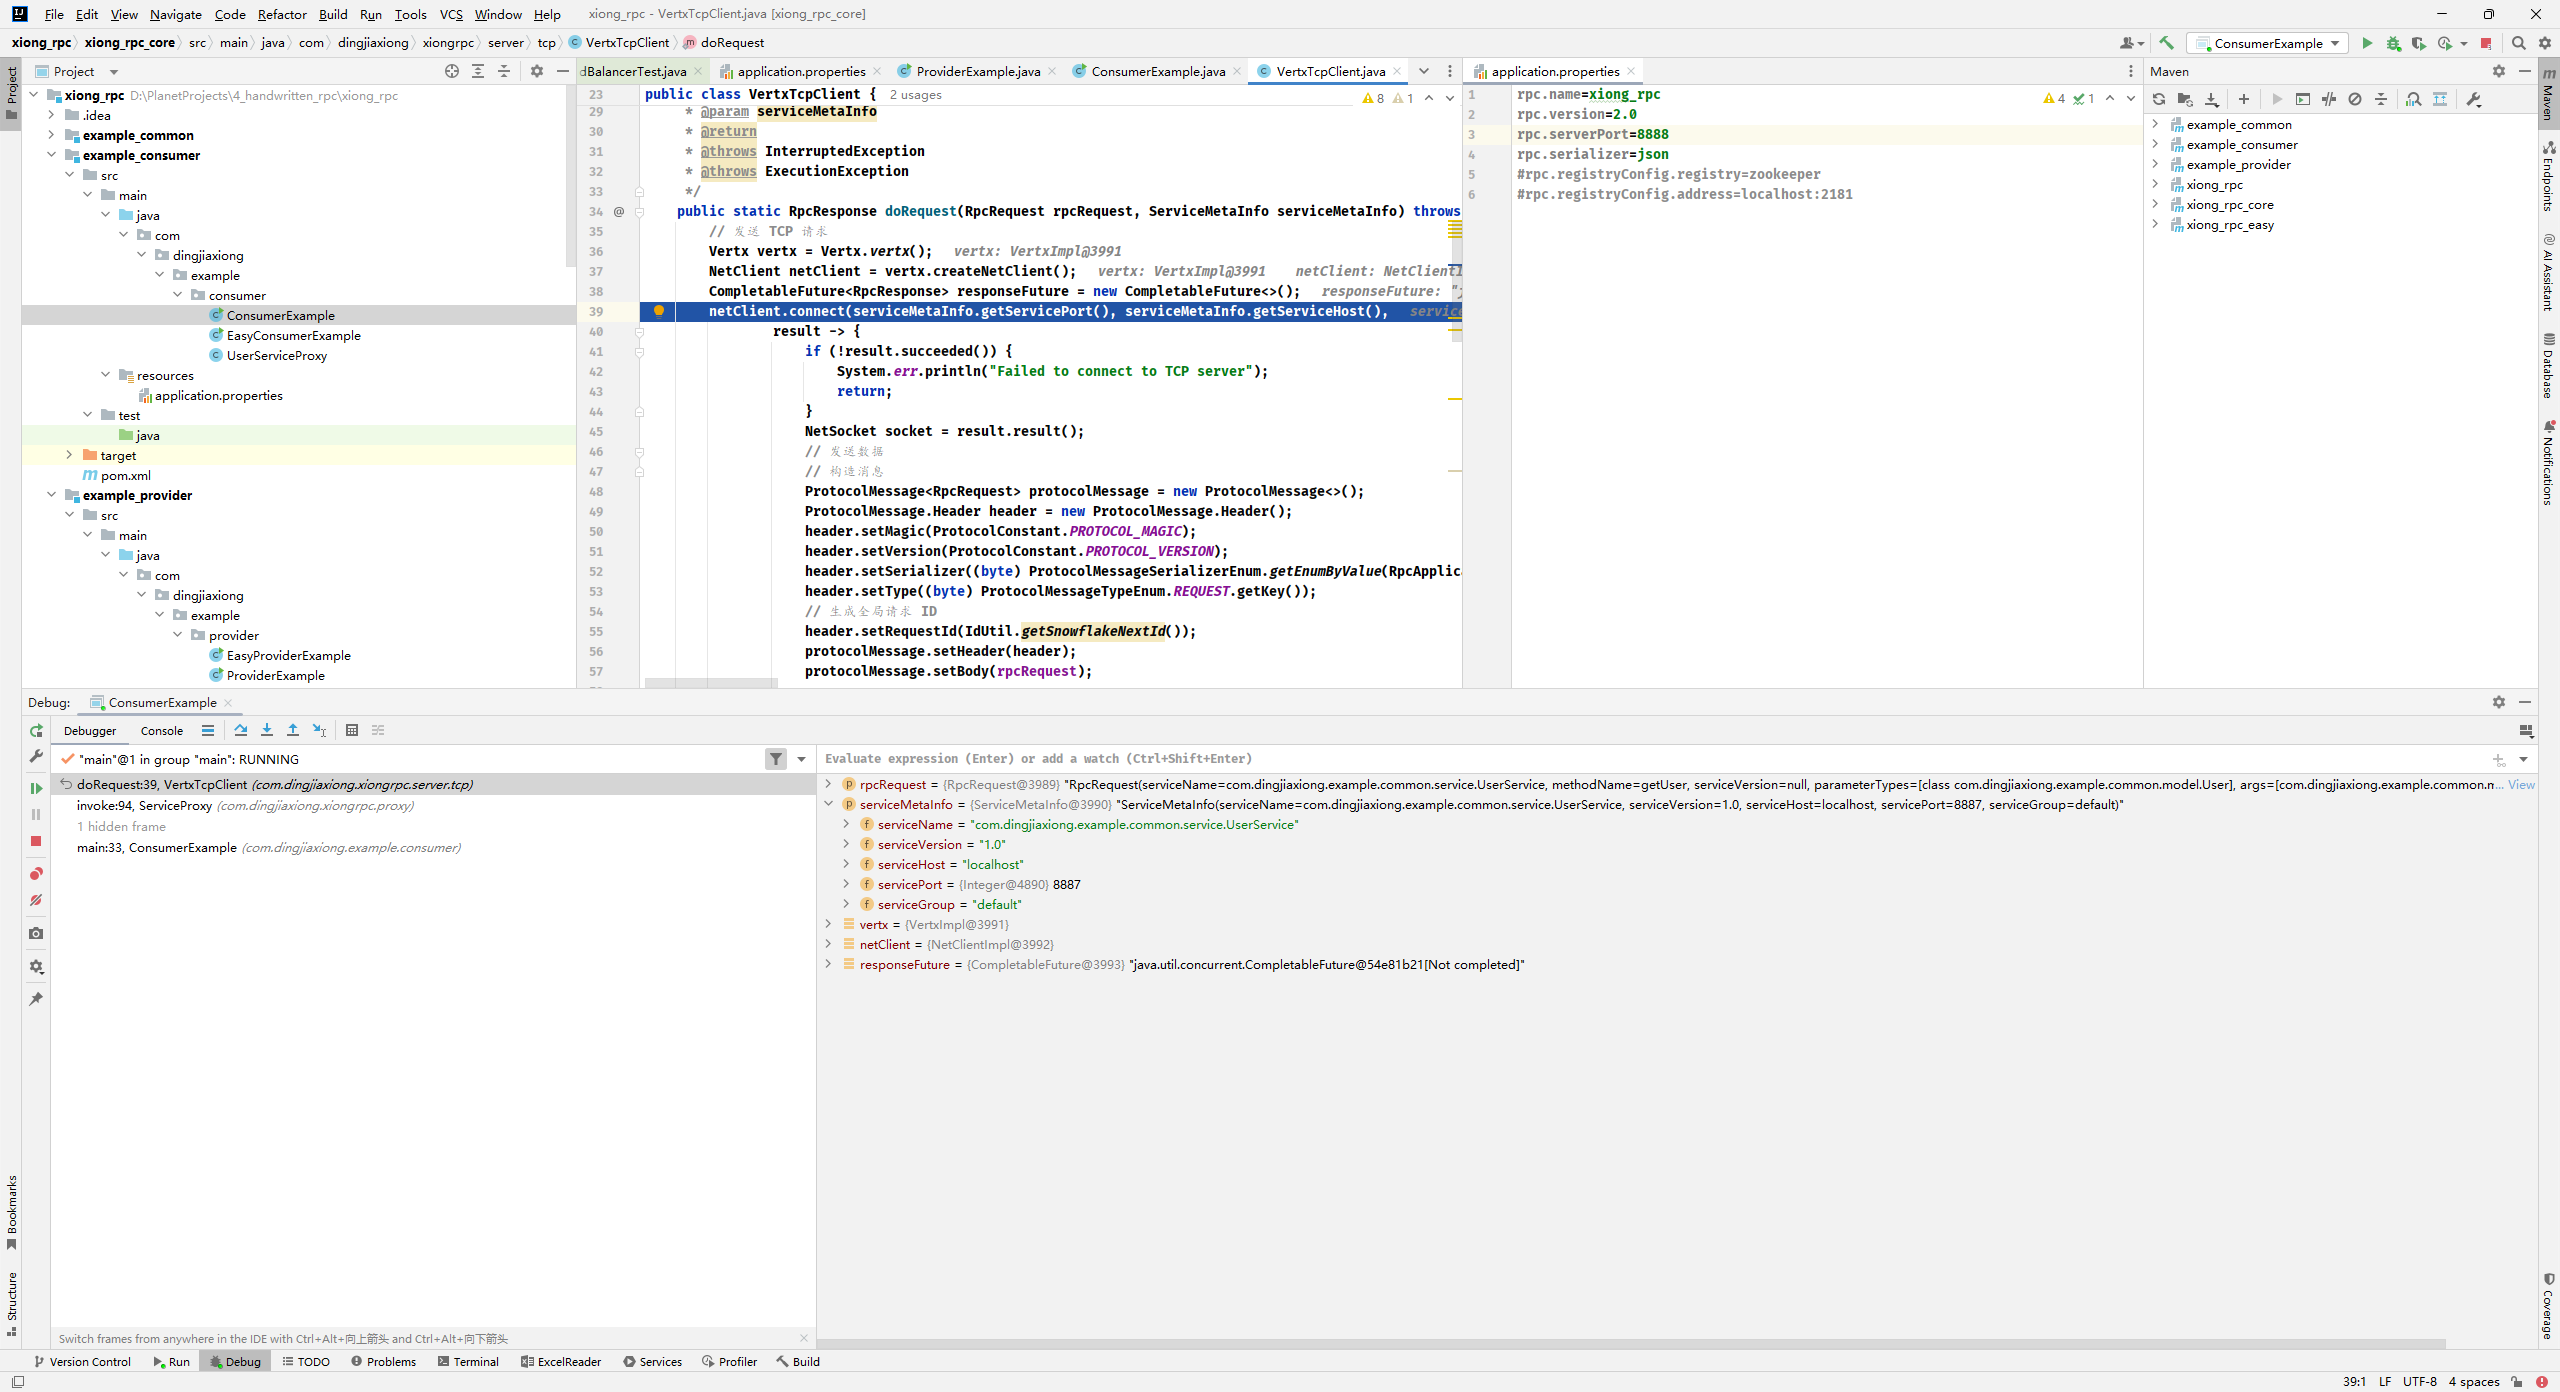 File Edit View Navigate Code Refactor Build Run Tools VCS Window Help xiong_rpc - VertxTcpClient.java [xiong_rpc_core]
xiong_rpc xiong_rpc_core src main java com dingjiaxiong xiongrpc server tcp VertxTcpClient doRequest ConsumerExample
Project
Project
xiong_rpc D:\PlanetProjects\4_handwritten_rpc\xiong_rpc
.idea
example_common
example_consumer
src
main
java
com
dingjiaxiong
example
consumer
ConsumerExample
EasyConsumerExample
UserServiceProxy
resources
application.properties
test
java
target
pom.xml
example_provider
src
main
java
com
dingjiaxiong
example
provider
EasyProviderExample
ProviderExample
dBalancerTest.java application.properties ProviderExample.java ConsumerExample.java VertxTcpClient.java
8 1
23 public class VertxTcpClient { 2 usages
29 * @param serviceMetaInfo
30 * @return
31 * @throws InterruptedException
32 * @throws ExecutionException
33 */
34 @ public static RpcResponse doRequest(RpcRequest rpcRequest, ServiceMetaInfo serviceMetaInfo) throws
35 // 发送 TCP 请求
36 Vertx vertx = Vertx.vertx(); vertx: VertxImpl@3991
37 NetClient netClient = vertx.createNetClient(); vertx: VertxImpl@3991 netClient: NetClientI
38 CompletableFuture<RpcResponse> responseFuture = new CompletableFuture<>(); responseFuture: "j
39 netClient.connect(serviceMetaInfo.getServicePort(), serviceMetaInfo.getServiceHost(), service
40 result -> {
41 if (!result.succeeded()) {
42 System.err.println("Failed to connect to TCP server");
43 return;
44 }
45 NetSocket socket = result.result();
46 // 发送数据
47 // 构造消息
48 ProtocolMessage<RpcRequest> protocolMessage = new ProtocolMessage<>();
49 ProtocolMessage.Header header = new ProtocolMessage.Header();
50 header.setMagic(ProtocolConstant.PROTOCOL_MAGIC);
51 header.setVersion(ProtocolConstant.PROTOCOL_VERSION);
52 header.setSerializer((byte) ProtocolMessageSerializerEnum.getEnumByValue(RpcApplic
53 header.setType((byte) ProtocolMessageTypeEnum.REQUEST.getKey());
54 // 生成全局请求 ID
55 header.setRequestId(IdUtil.getSnowflakeNextId());
56 protocolMessage.setHeader(header);
57 protocolMessage.setBody(rpcRequest);
application.properties
4 1
1 rpc.name=xiong_rpc
2 rpc.version=2.0
3 rpc.serverPort=8888
4 rpc.serializer=json
5 #rpc.registryConfig.registry=zookeeper
6 #rpc.registryConfig.address=localhost:2181
Maven
example_common
example_consumer
example_provider
xiong_rpc
xiong_rpc_core
xiong_rpc_easy
Maven
Endpoints
AI Assistant
Database
Notifications
Coverage
Debug: ConsumerExample
Debugger Console
"main"@1 in group "main": RUNNING
doRequest:39, VertxTcpClient (com.dingjiaxiong.xiongrpc.server.tcp)
invoke:94, ServiceProxy (com.dingjiaxiong.xiongrpc.proxy)
1 hidden frame
main:33, ConsumerExample (com.dingjiaxiong.example.consumer)
Evaluate expression (Enter) or add a watch (Ctrl+Shift+Enter)
rpcRequest = {RpcRequest@3989} "RpcRequest(serviceName=com.dingjiaxiong.example.common.service.UserService, methodName=getUser, serviceVersion=null, parameterTypes=[class com.dingjiaxiong.example.common.model.User], args=[com.dingjiaxiong.example.common.m... View
serviceMetaInfo = {ServiceMetaInfo@3990} "ServiceMetaInfo(serviceName=com.dingjiaxiong.example.common.service.UserService, serviceVersion=1.0, serviceHost=localhost, servicePort=8887, serviceGroup=default)"
serviceName = "com.dingjiaxiong.example.common.service.UserService"
serviceVersion = "1.0"
serviceHost = "localhost"
servicePort = {Integer@4890} 8887
serviceGroup = "default"
vertx = {VertxImpl@3991}
netClient = {NetClientImpl@3992}
responseFuture = {CompletableFuture@3993} "java.util.concurrent.CompletableFuture@54e81b21[Not completed]"
Bookmarks
Structure
Switch frames from anywhere in the IDE with Ctrl+Alt+向上箭头 and Ctrl+Alt+向下箭头
Version Control Run Debug TODO Problems Terminal ExcelReader Services Profiler Build
39:1 LF UTF-8 4 spaces